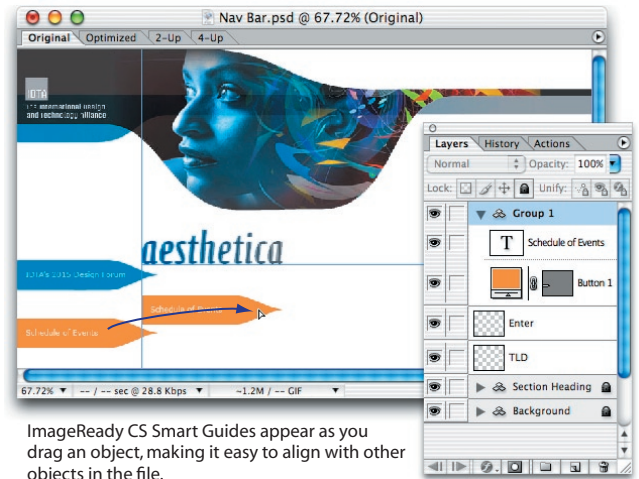 Nav Bar.psd @ 67.72% (Original)
Original Optimized 2-Up 4-Up
IDTA
The international design
and technology alliance
aesthetica
IDTA's 2015 Design Forum
Schedule of Events
Schedule of Events
67.72% -- / -- sec @ 28.8 Kbps ~1.2M / -- GIF
Layers History Actions
Normal Opacity: 100%
Lock: Unify:
Group 1
T Schedule of Events
Button 1
Enter
TLD
Section Heading
Background
ImageReady CS Smart Guides appear as you
drag an object, making it easy to align with other
objects in the file.